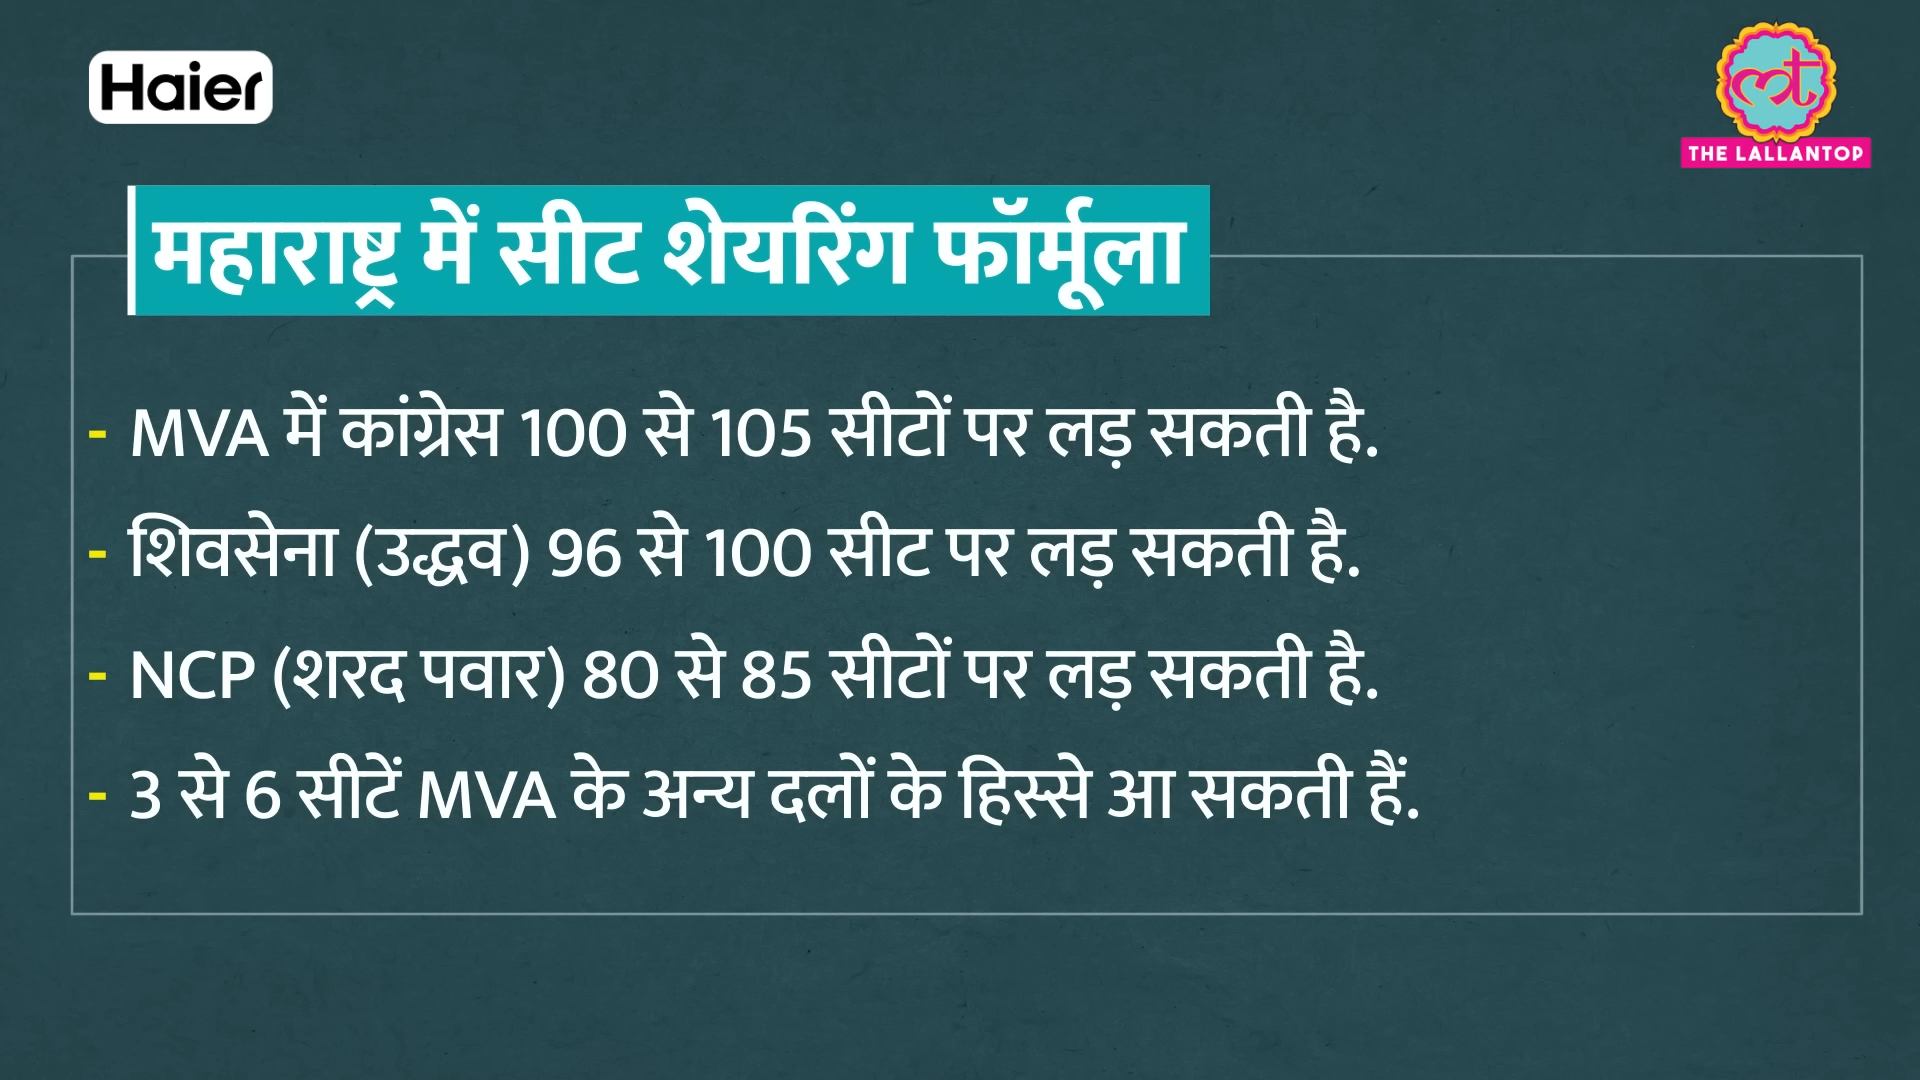 Haier
THE LALLANTOP
महाराष्ट्र में सीट शेयरिंग फॉर्मूला
- MVA में कांग्रेस 100 से 105 सीटों पर लड़ सकती है.
- शिवसेना (उद्धव) 96 से 100 सीट पर लड़ सकती है.
- NCP (शरद पवार) 80 से 85 सीटों पर लड़ सकती है.
- 3 से 6 सीटें MVA के अन्य दलों के हिस्से आ सकती हैं.